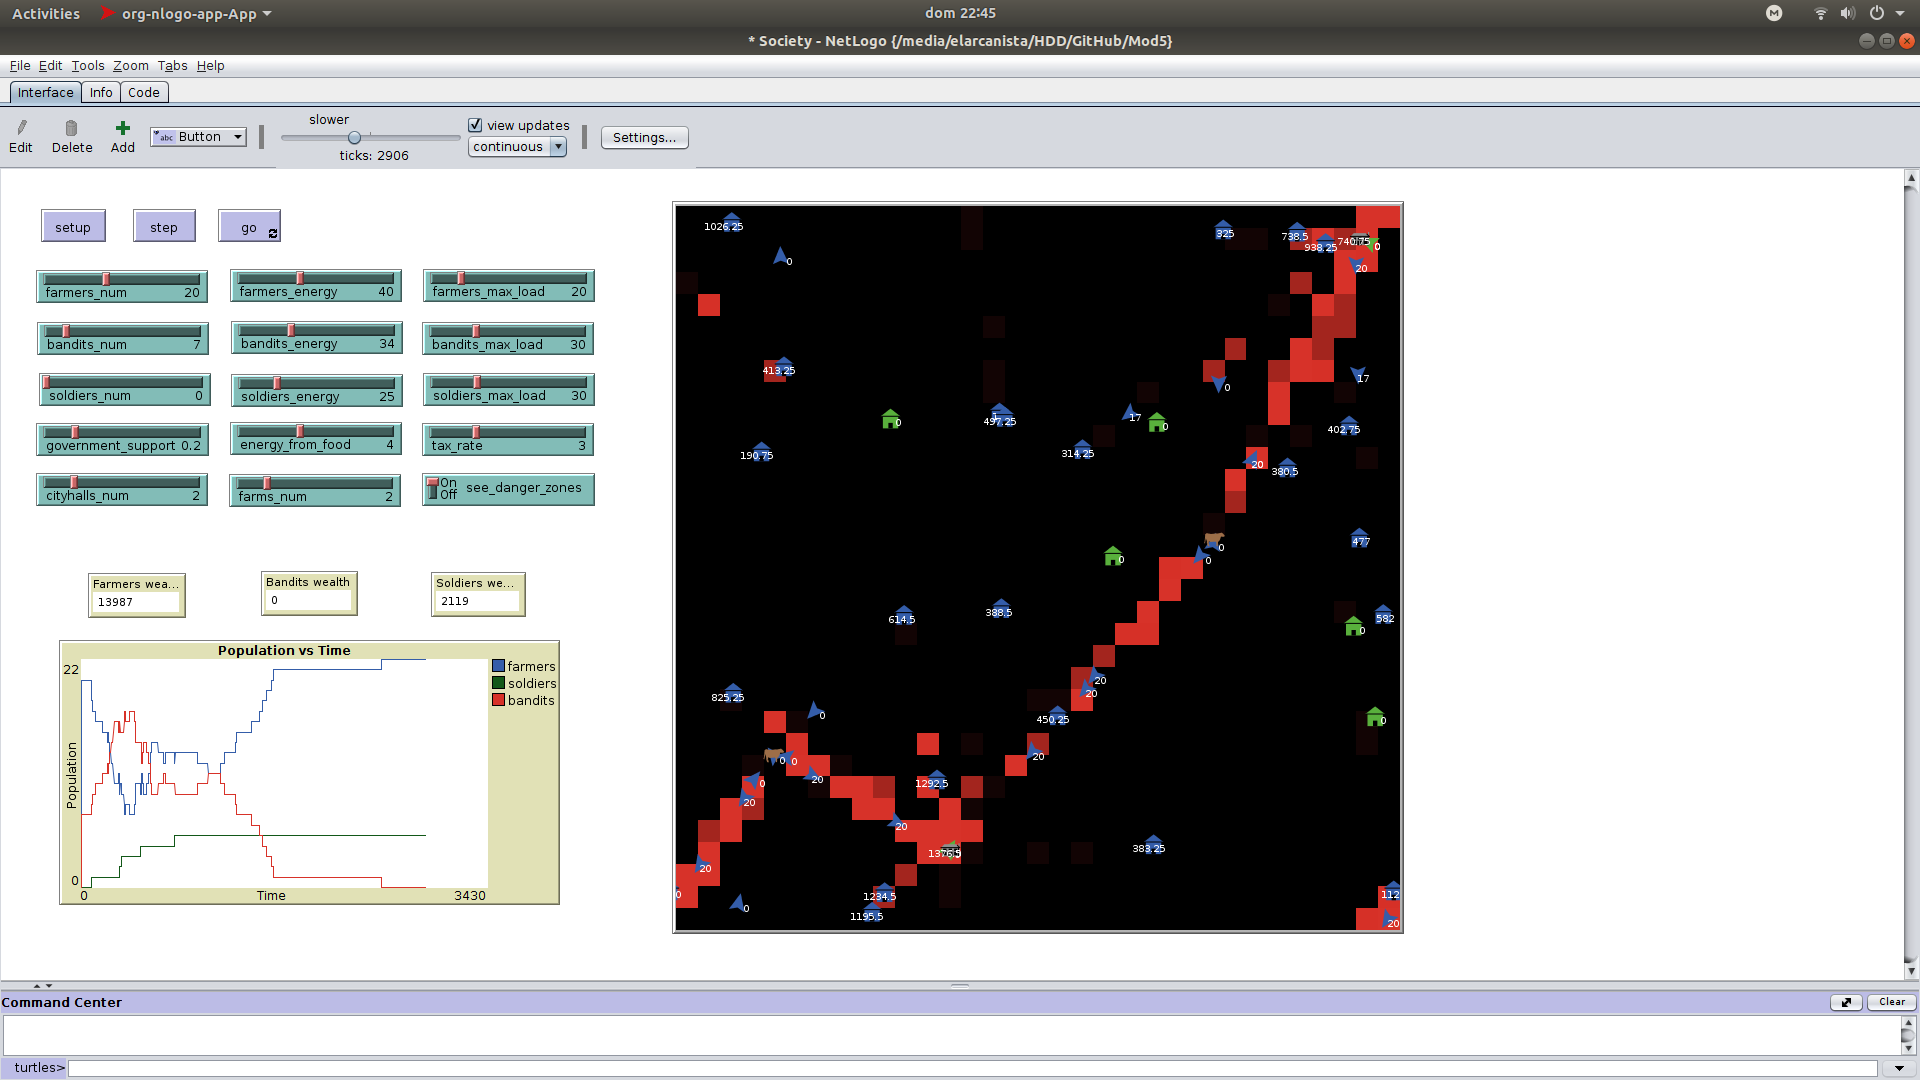 Activities
org-nlogo-app-App
dom 22:45
* Society - NetLogo {/media/elarcanista/HDD/GitHub/Mod5}
File Edit Tools Zoom Tabs Help
Interface Info Code
Edit Delete Add
abc Button
slower
ticks: 2906
view updates
continuous
Settings...
setup step go
farmers_num 20
farmers_energy 40
farmers_max_load 20
bandits_num 7
bandits_energy 34
bandits_max_load 30
soldiers_num 0
soldiers_energy 25
soldiers_max_load 30
government_support 0.2
energy_from_food 4
tax_rate 3
cityhalls_num 2
farms_num 2
On
Off
see_danger_zones
Farmers wea...
13987
Bandits wealth
0
Soldiers we...
2119
Population vs Time
22
0
Population
0
Time
3430
farmers
soldiers
bandits
1026.25
0
325
738.5
938.25
740.75
0
20
413.25
0
17
0
497.25
17
0
402.75
190.75
314.25
20
380.5
477
0
0
0
614.5
388.5
582
0
20
20
825.25
0
450.25
0
20
0
0
20
1292.5
0
20
20
383.25
20
0
1234.5
112
0
1195.5
20
Command Center
Clear
turtles>